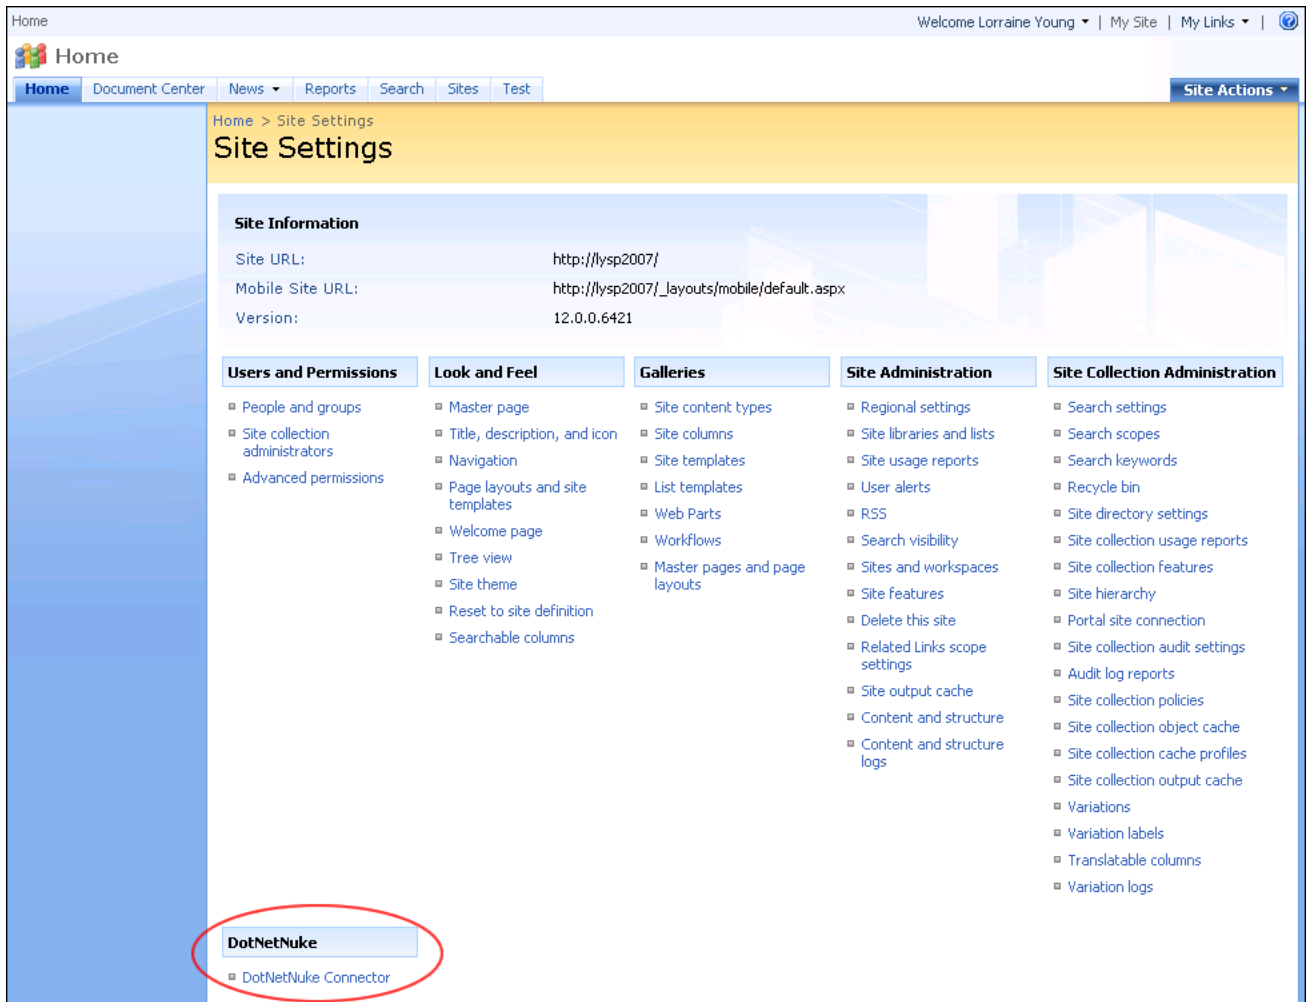 Home
Welcome Lorraine Young | My Site | My Links |
Home
Home Document Center News Reports Search Sites Test
Site Actions
Home > Site Settings
Site Settings
Site Information
Site URL: http://lysp2007/
Mobile Site URL: http://lysp2007/_layouts/mobile/default.aspx
Version: 12.0.0.6421
Users and Permissions
People and groups
Site collection
administrators
Advanced permissions
Look and Feel
Master page
Title, description, and icon
Navigation
Page layouts and site
templates
Welcome page
Tree view
Site theme
Reset to site definition
Searchable columns
Galleries
Site content types
Site columns
Site templates
List templates
Web Parts
Workflows
Master pages and page
layouts
Site Administration
Regional settings
Site libraries and lists
Site usage reports
User alerts
RSS
Search visibility
Sites and workspaces
Site features
Delete this site
Related Links scope
settings
Site output cache
Content and structure
Content and structure
logs
Site Collection Administration
Search settings
Search scopes
Search keywords
Recycle bin
Site directory settings
Site collection usage reports
Site collection features
Site hierarchy
Portal site connection
Site collection audit settings
Audit log reports
Site collection policies
Site collection object cache
Site collection cache profiles
Site collection output cache
Variations
Variation labels
Translatable columns
Variation logs
DotNetNuke
DotNetNuke Connector